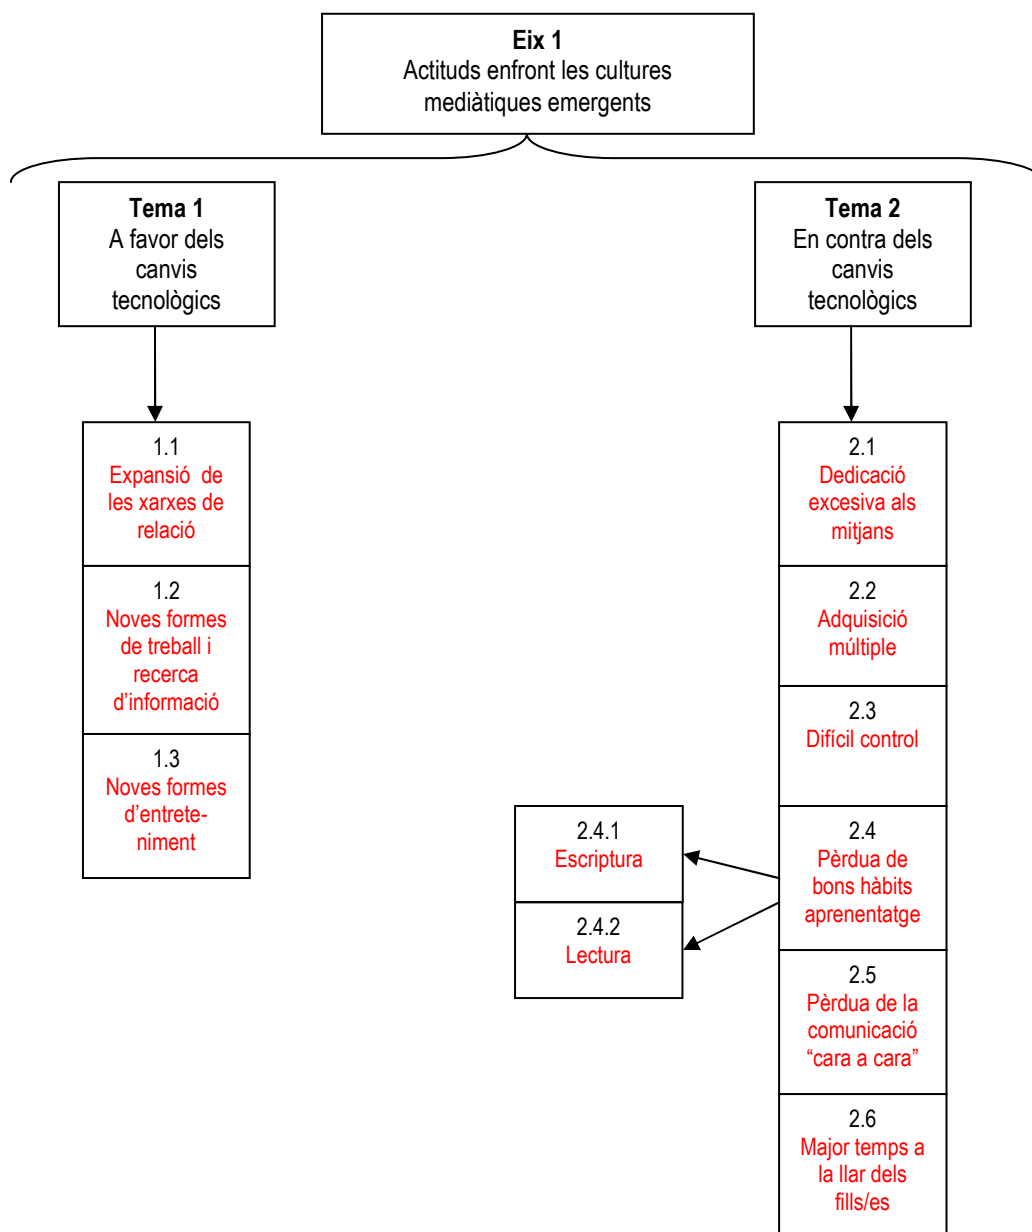 Eix 1
Actituds enfront les cultures
mediàtiques emergents
Tema 1
A favor dels
canvis
tecnològics
Tema 2
En contra dels
canvis
tecnològics
1.1
Expansió de
les xarxes de
relació
1.2
Noves formes
de treball i
recerca
d’informació
1.3
Noves formes
d’entrete-
niment
2.1
Dedicació
excesiva als
mitjans
2.2
Adquisició
múltiple
2.3
Difícil control
2.4
Pèrdua de
bons hàbits
aprenentatge
2.4.1
Escriptura
2.4.2
Lectura
2.5
Pèrdua de la
comunicació
“cara a cara”
2.6
Major temps a
la llar dels
fills/es